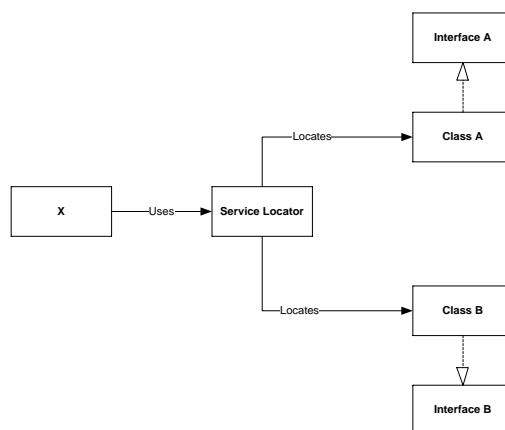 Interface A
Class A
Locates
X
Uses
Service Locator
Locates
Class B
Interface B